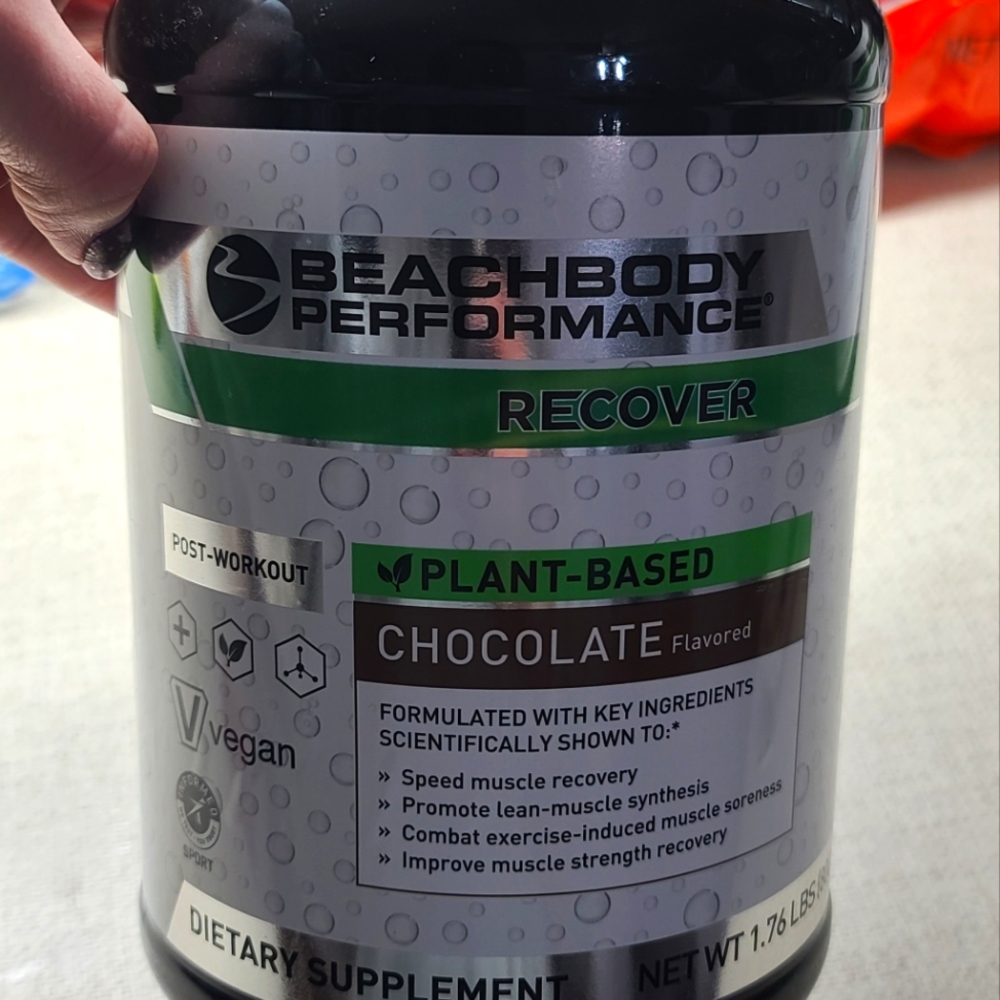 BEACHBODY
PERFORMANCE®
RECOVER
POST-WORKOUT
PLANT-BASED
CHOCOLATE Flavored
FORMULATED WITH KEY INGREDIENTS
SCIENTIFICALLY SHOWN TO:*
» Speed muscle recovery
» Promote lean-muscle synthesis
» Combat exercise-induced muscle soreness
» Improve muscle strength recovery
V vegan
INFORMED
SPORT
DIETARY SUPPLEMENT
NET WT 1.76 LBS